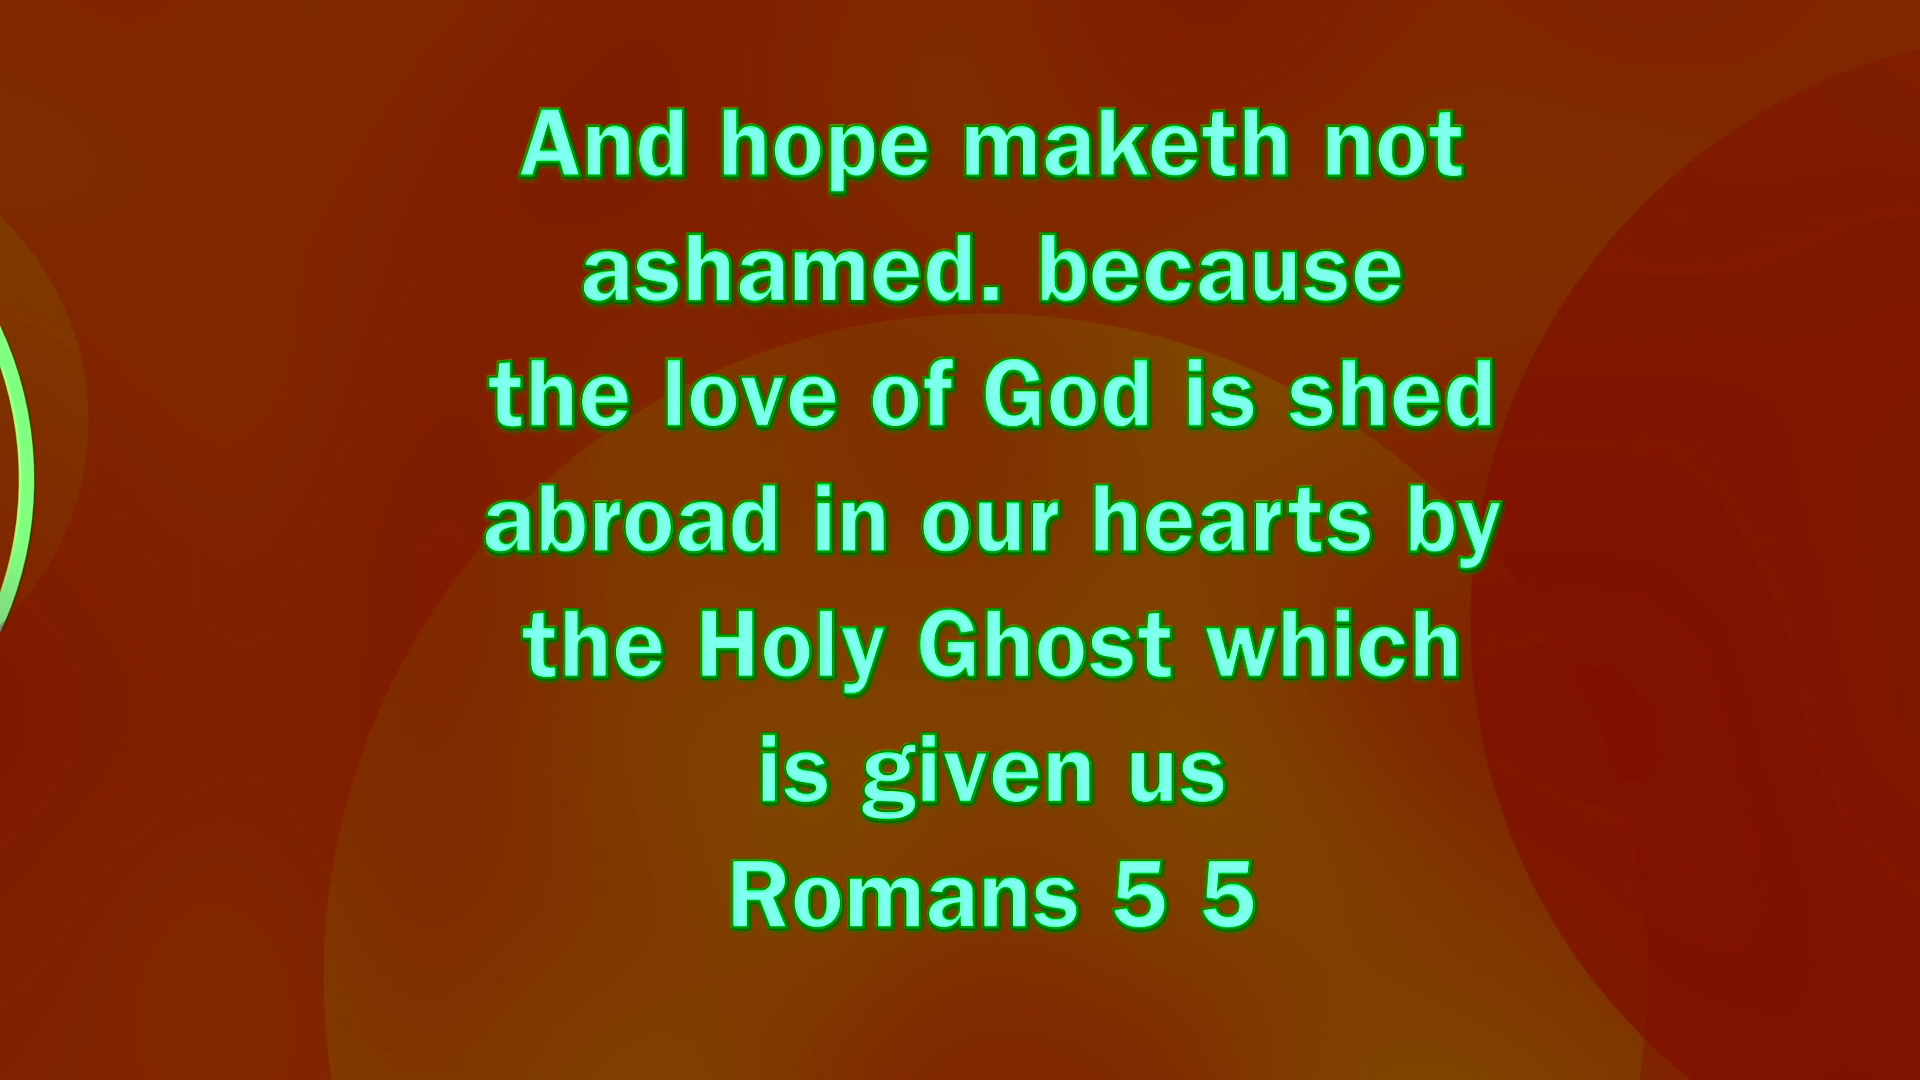 And hope maketh not
ashamed. because
the love of God is shed
abroad in our hearts by
the Holy Ghost which
is given us
Romans 5 5